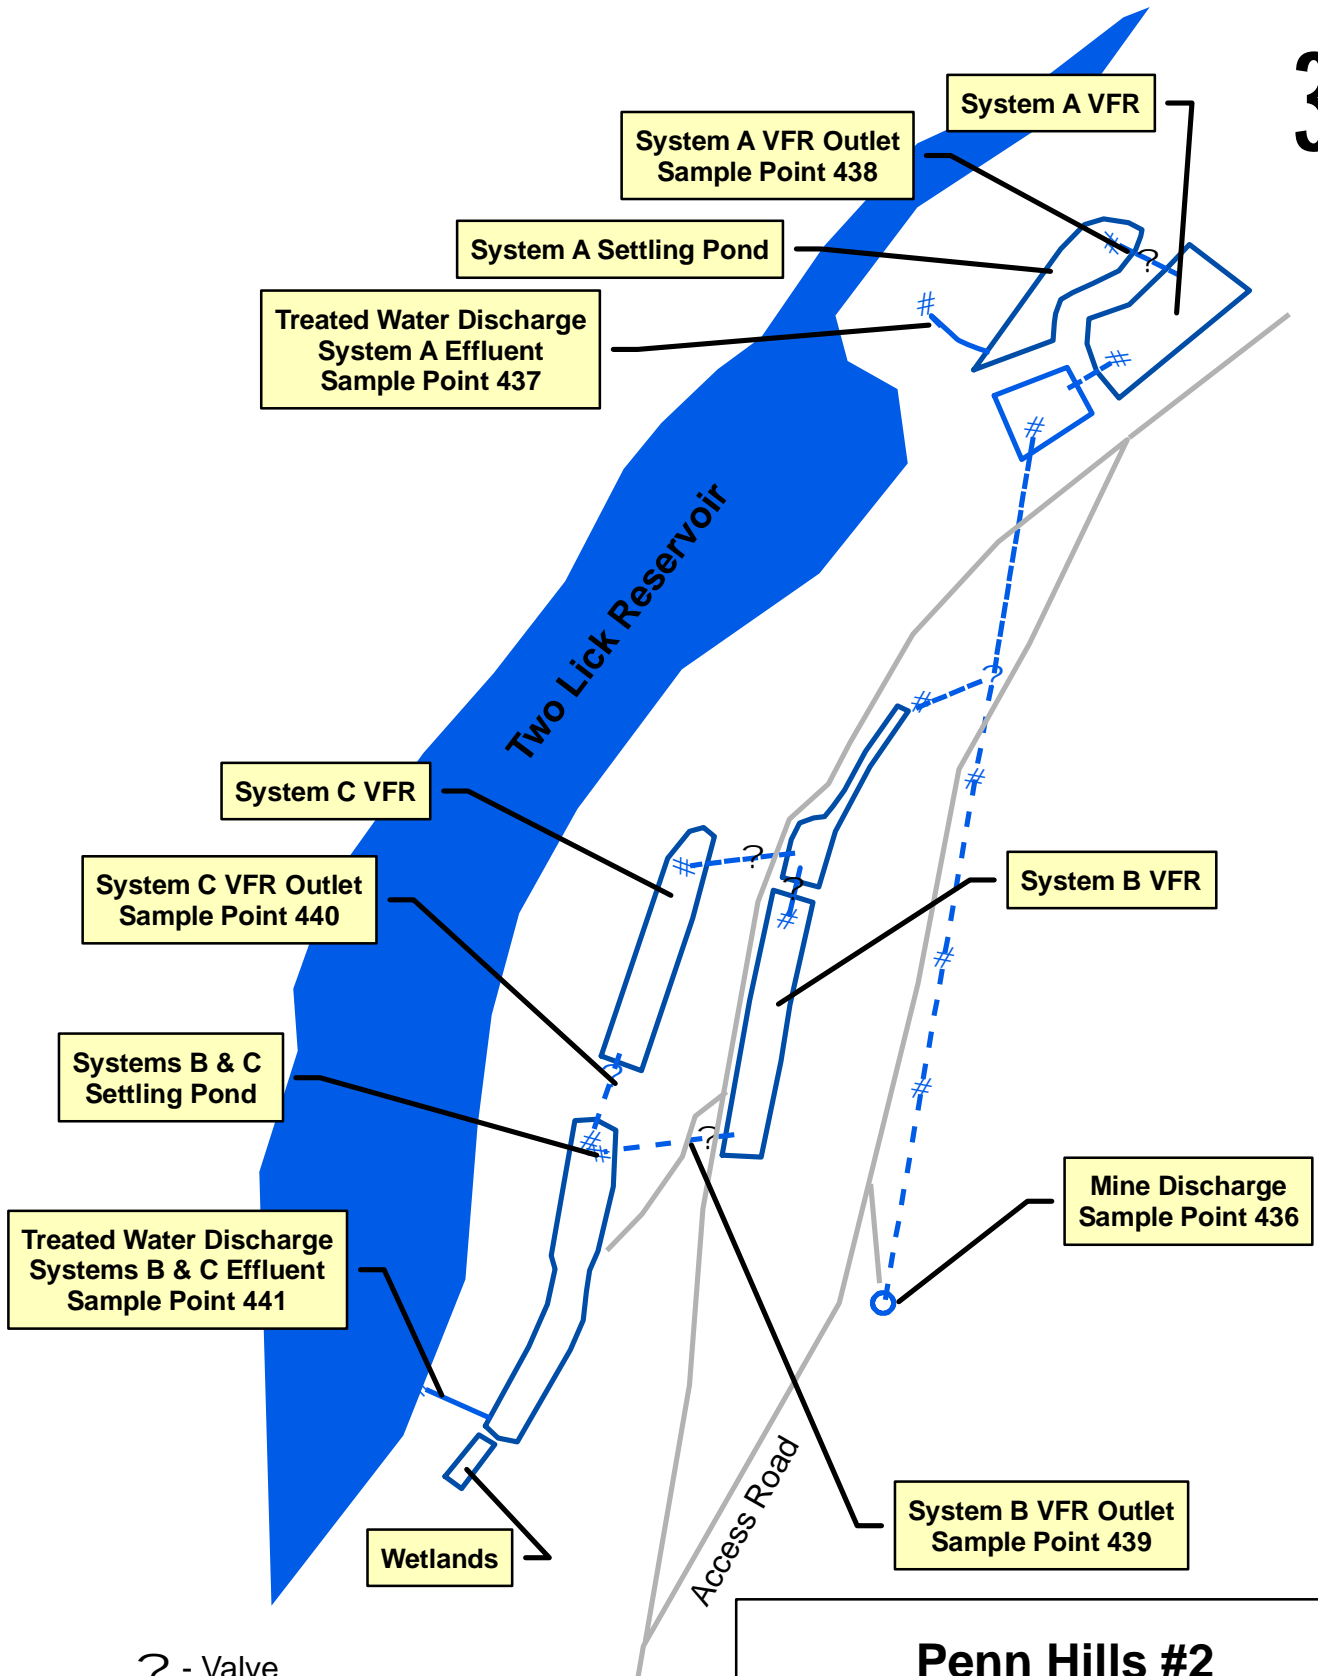 3
System A VFR
System A VFR Outlet
Sample Point 438
System A Settling Pond
Treated Water Discharge
System A Effluent
Sample Point 437
#
?
#
#
#
Two Lick Reservoir
?
#
#
System C VFR
#
?
?
#
System B VFR
System C VFR Outlet
Sample Point 440
#
Systems B & C
Settling Pond
?
#
#
#
?
Mine Discharge
Sample Point 436
Treated Water Discharge
Systems B & C Effluent
Sample Point 441
Access Road
System B VFR Outlet
Sample Point 439
Wetlands
? - Valve
Penn Hills #2